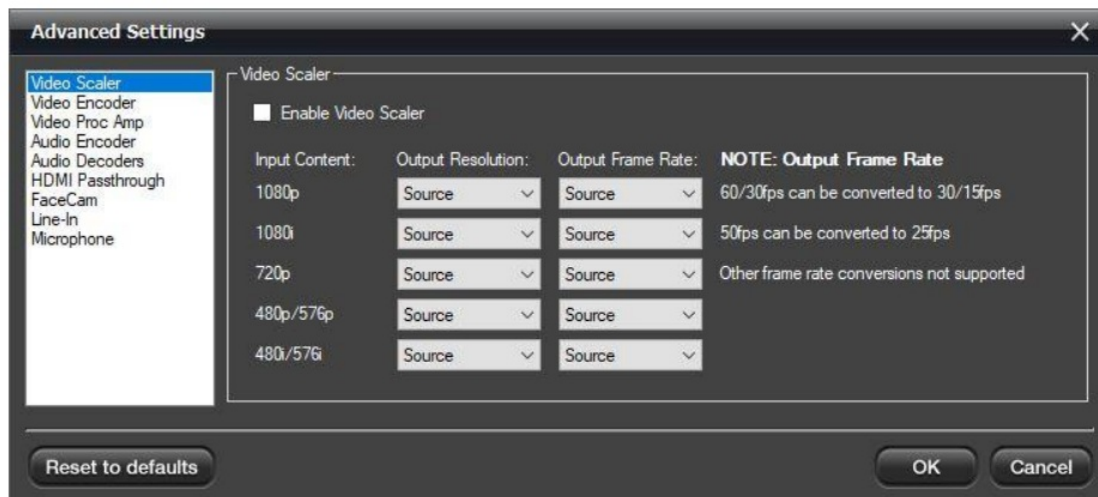 Advanced Settings
Video Scaler
Video Encoder
Video Proc Amp
Audio Encoder
Audio Decoders
HDMI Passthrough
FaceCam
Line-In
Microphone
Video Scaler
Enable Video Scaler
Input Content: Output Resolution: Output Frame Rate: NOTE: Output Frame Rate
1080p Source Source 60/30fps can be converted to 30/15fps
1080i Source Source 50fps can be converted to 25fps
720p Source Source Other frame rate conversions not supported
480p/576p Source Source
480i/576i Source Source
Reset to defaults OK Cancel